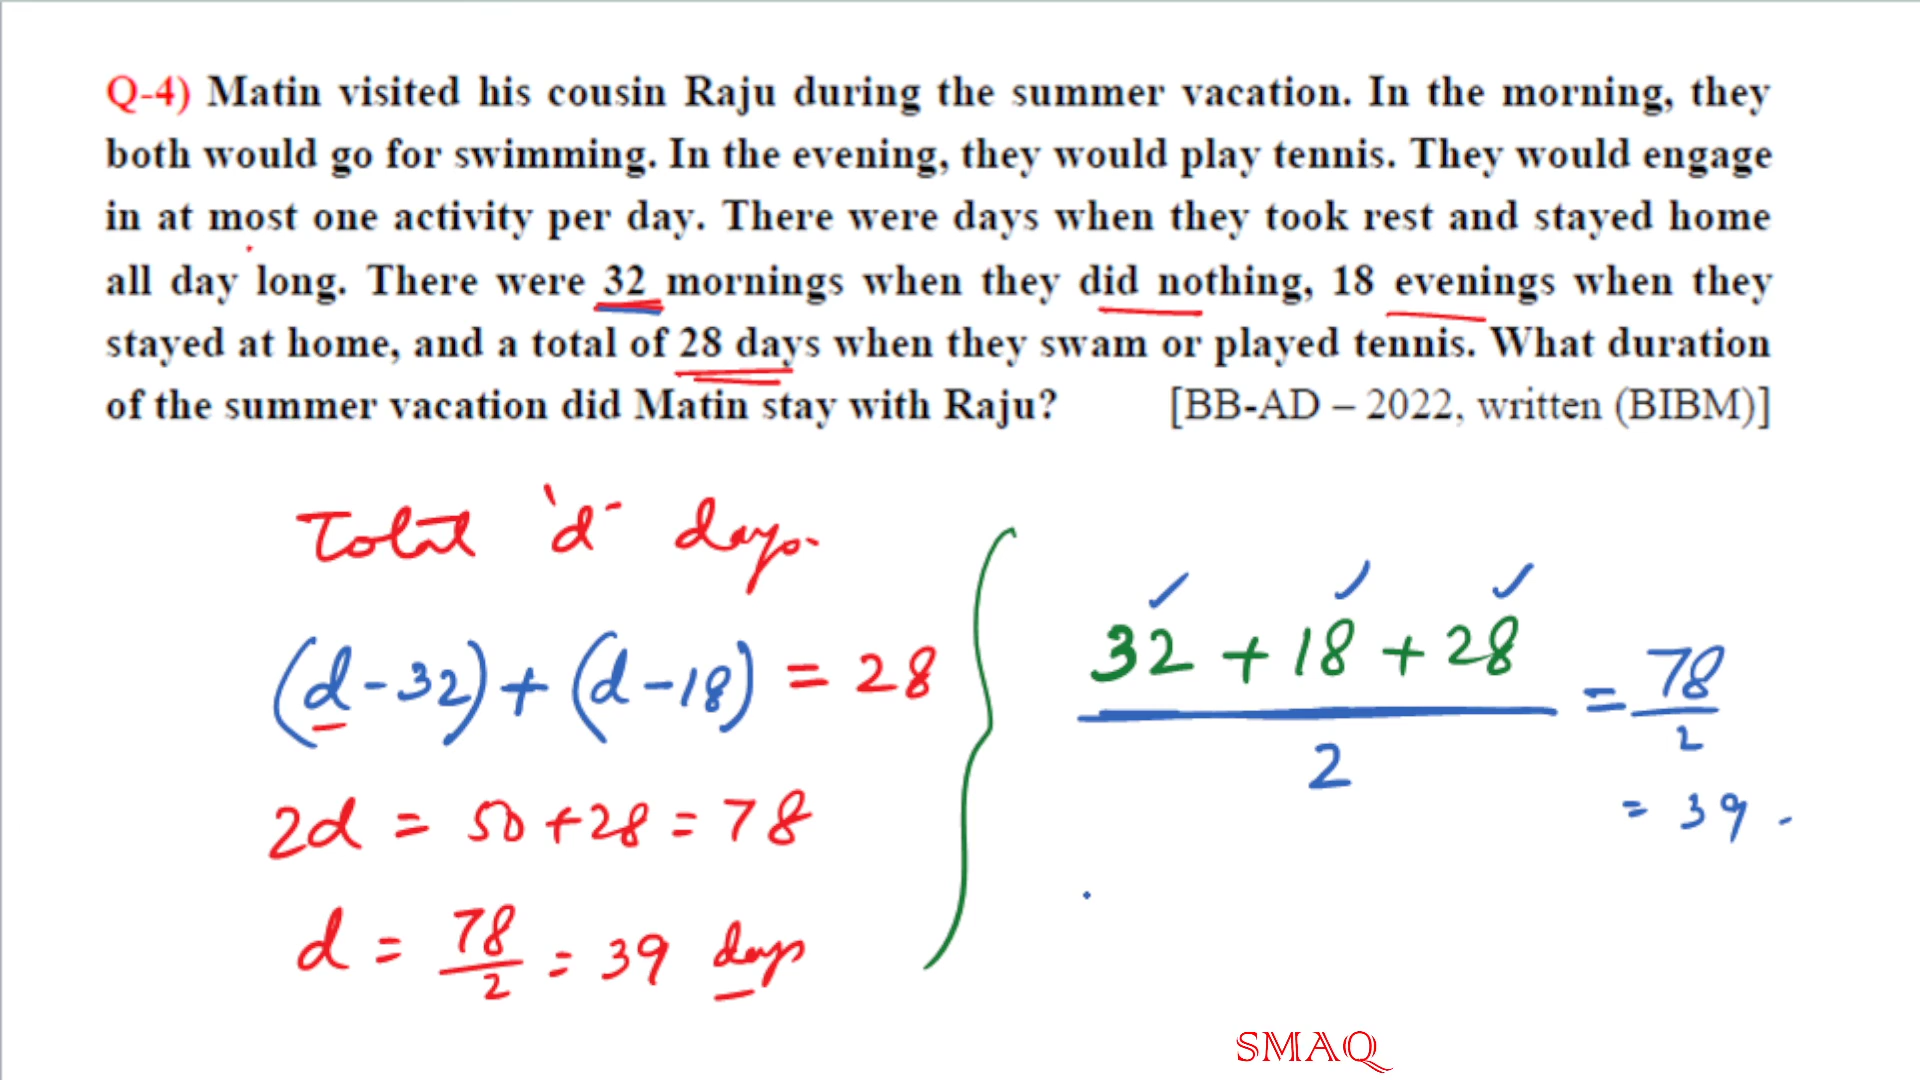 Q-4) Matin visited his cousin Raju during the summer vacation. In the morning, they
both would go for swimming. In the evening, they would play tennis. They would engage
in at most one activity per day. There were days when they took rest and stayed home
all day long. There were 32 mornings when they did nothing, 18 evenings when they
stayed at home, and a total of 28 days when they swam or played tennis. What duration
of the summer vacation did Matin stay with Raju? [BB-AD – 2022, written (BIBM)]
Total 'd' days.
(d-32) + (d-18) = 28
2d = 50 + 28 = 78
d = 78/2 = 39 days
32 + 18 + 28 / 2 = 78/2
= 39.
SMAQ